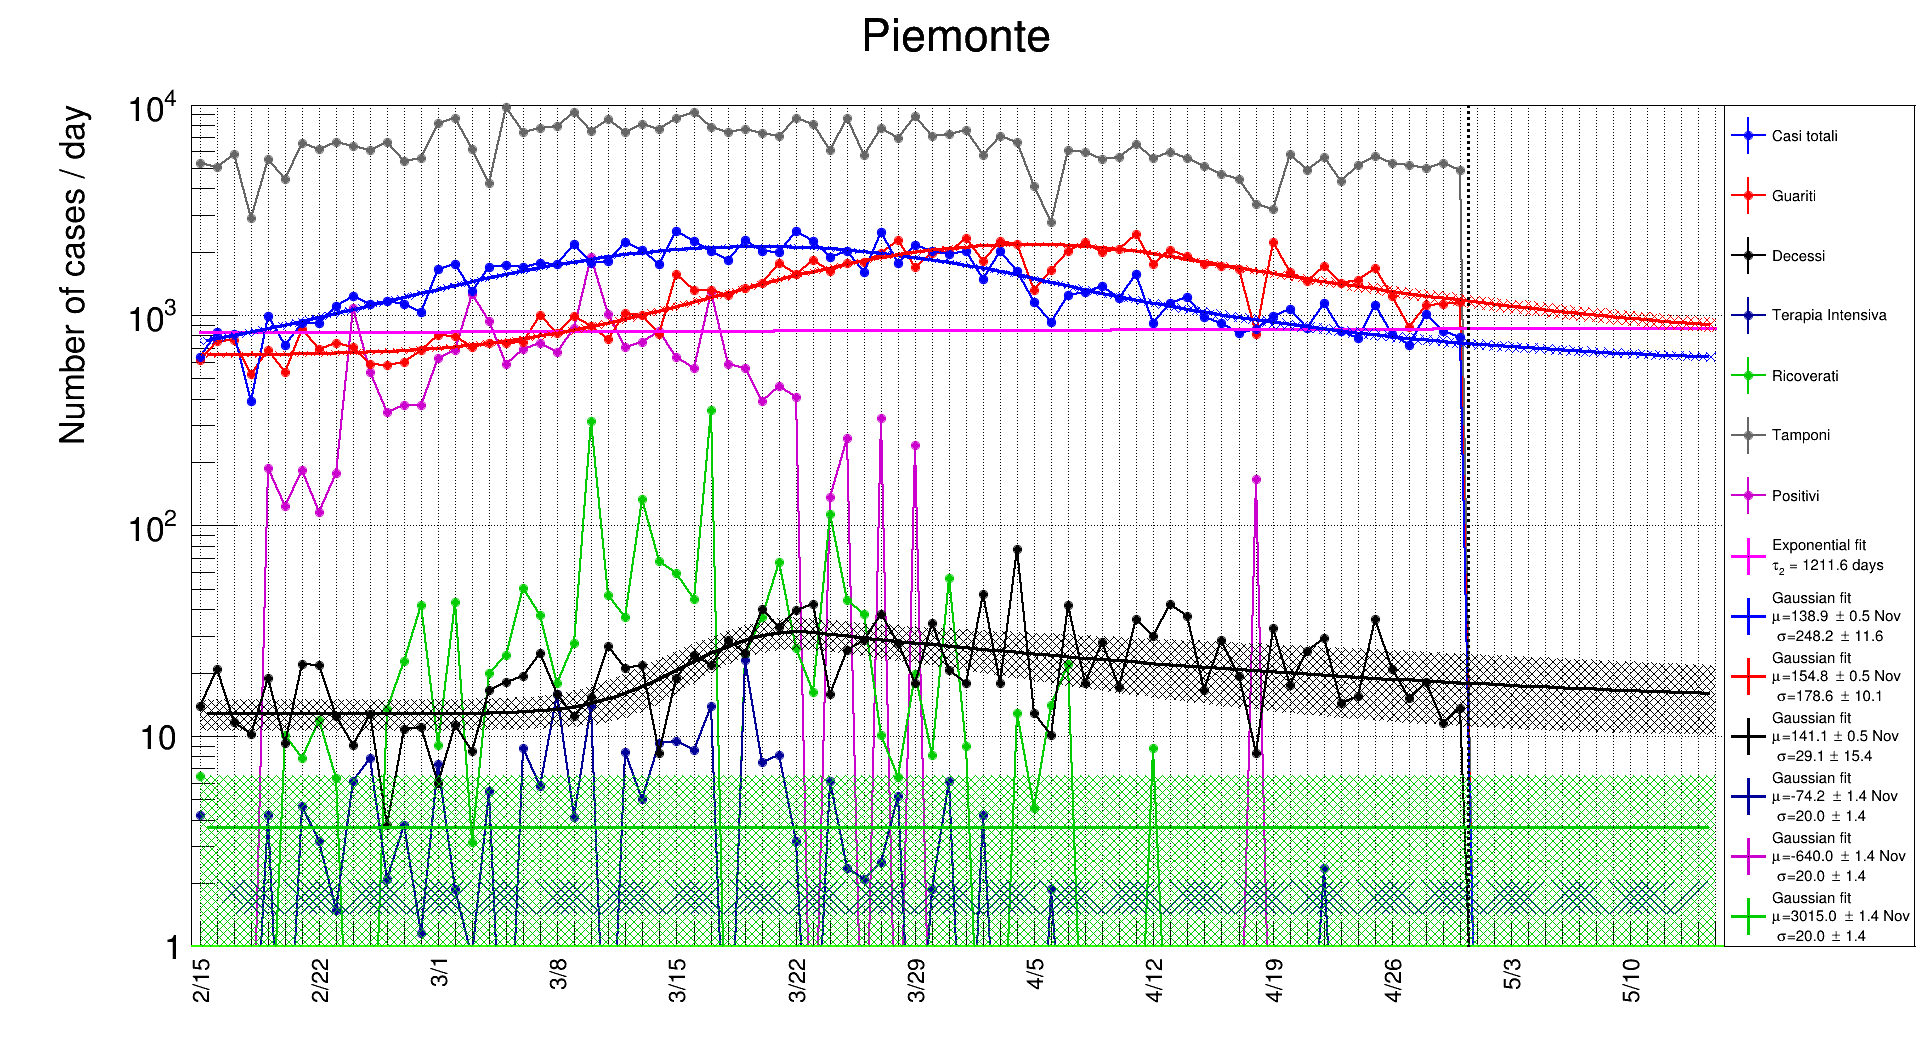 Piemonte
Number of cases / day
10⁴
10³
10²
10
1
2/15
2/22
3/1
3/8
3/15
3/22
3/29
4/5
4/12
4/19
4/26
5/3
5/10
Casi totali
Guariti
Decessi
Terapia Intensiva
Ricoverati
Tamponi
Positivi
Exponential fit
τ₂ = 1211.6 days
Gaussian fit
μ=138.9 ± 0.5 Nov
σ=248.2 ± 11.6
Gaussian fit
μ=154.8 ± 0.5 Nov
σ=178.6 ± 10.1
Gaussian fit
μ=141.1 ± 0.5 Nov
σ=29.1 ± 15.4
Gaussian fit
μ=-74.2 ± 1.4 Nov
σ=20.0 ± 1.4
Gaussian fit
μ=-640.0 ± 1.4 Nov
σ=20.0 ± 1.4
Gaussian fit
μ=3015.0 ± 1.4 Nov
σ=20.0 ± 1.4